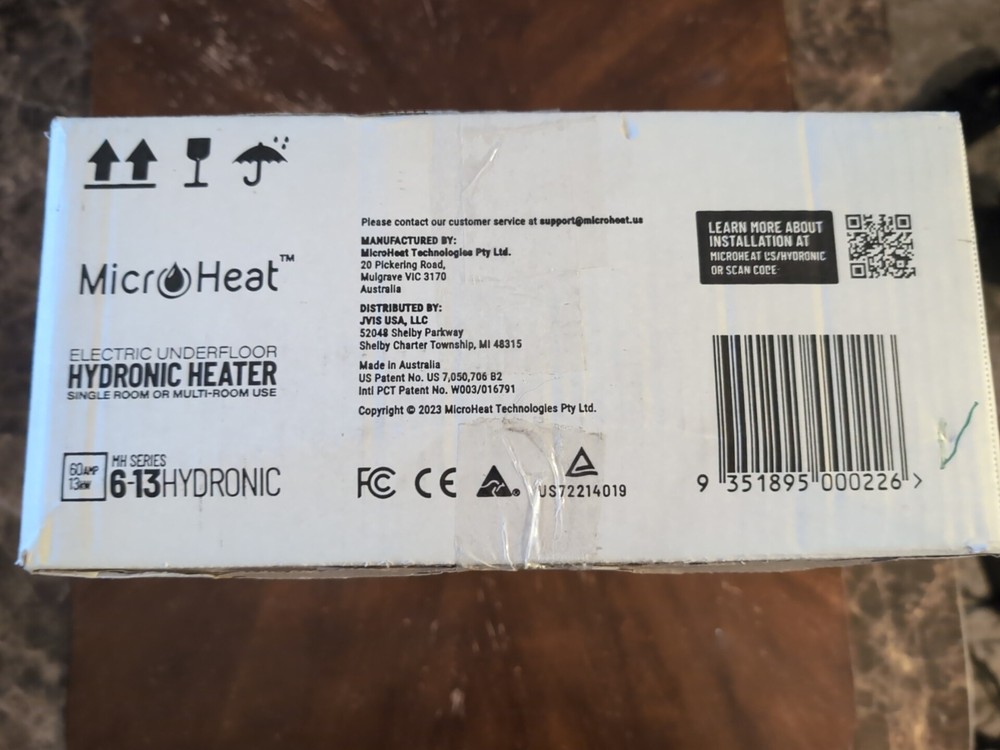 MicroHeat™
ELECTRIC UNDERFLOOR
HYDRONIC HEATER
SINGLE ROOM OR MULTI-ROOM USE
60AMP
13kW
MH SERIES
6-13HYDRONIC
Please contact our customer service at support@microheat.us
MANUFACTURED BY:
MicroHeat Technologies Pty Ltd.
20 Pickering Road,
Mulgrave VIC 3170
Australia
DISTRIBUTED BY:
JVIS USA, LLC
52048 Shelby Parkway
Shelby Charter Township, MI 48315
Made in Australia
US Patent No. US 7,050,706 B2
Intl PCT Patent No. W003/016791
Copyright © 2023 MicroHeat Technologies Pty Ltd.
FC CE
US72214019
LEARN MORE ABOUT
INSTALLATION AT
MICROHEAT.US/HYDRONIC
OR SCAN CODE
9 351895 000226 >